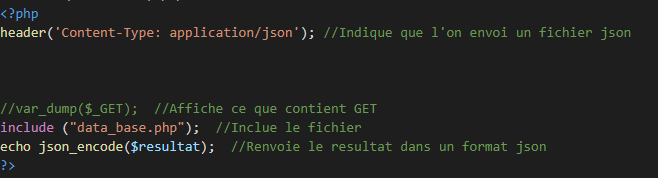 <?php
header('Content-Type: application/json'); //Indique que l'on envoi un fichier json
//var_dump($_GET);  //Affiche ce que contient GET
include ("data_base.php");  //Inclue le fichier
echo json_encode($resultat);  //Renvoie le resultat dans un format json
?>